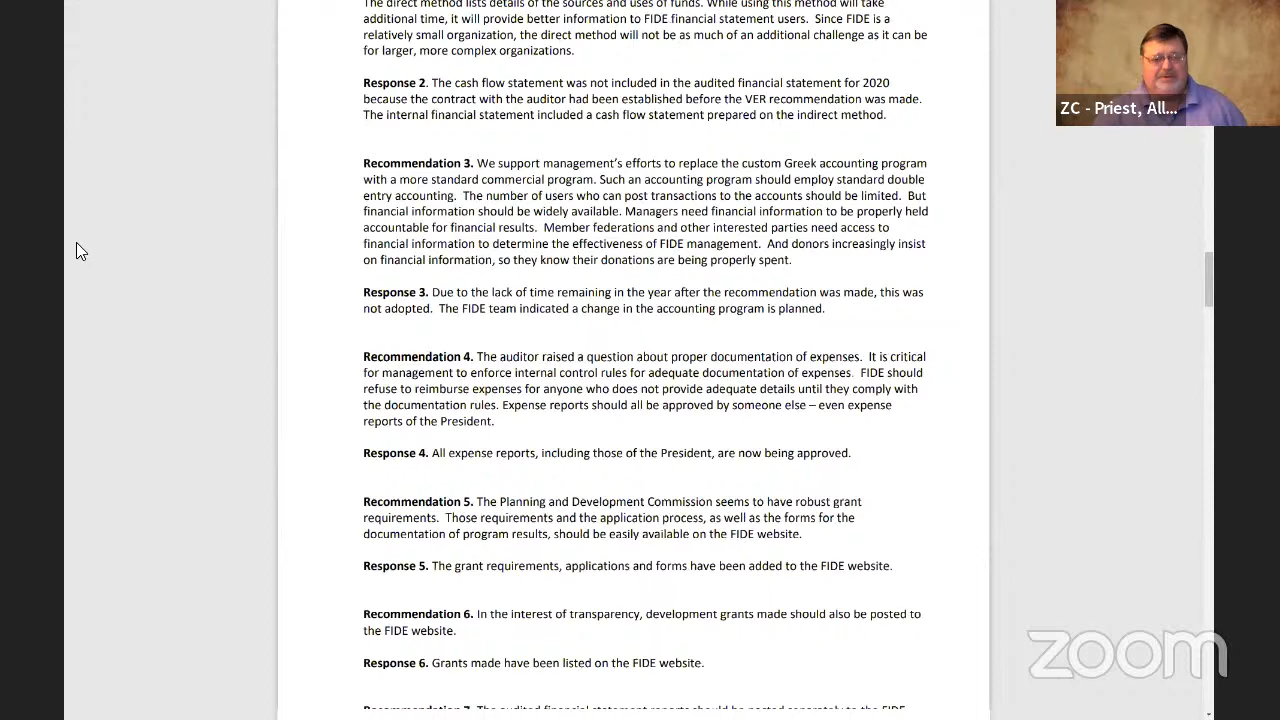 The direct method lists details of the sources and uses of funds. While using this method will take
additional time, it will provide better information to FIDE financial statement users.  Since FIDE is a
relatively small organization, the direct method will not be as much of an additional challenge as it can be
for larger, more complex organizations.
Response 2. The cash flow statement was not included in the audited financial statement for 2020
because the contract with the auditor had been established before the VER recommendation was made.
The internal financial statement included a cash flow statement prepared on the indirect method.
Recommendation 3. We support management's efforts to replace the custom Greek accounting program
with a more standard commercial program. Such an accounting program should employ standard double
entry accounting.  The number of users who can post transactions to the accounts should be limited.  But
financial information should be widely available. Managers need financial information to be properly held
accountable for financial results.  Member federations and other interested parties need access to
financial information to determine the effectiveness of FIDE management.  And donors increasingly insist
on financial information, so they know their donations are being properly spent.
Response 3. Due to the lack of time remaining in the year after the recommendation was made, this was
not adopted.  The FIDE team indicated a change in the accounting program is planned.
Recommendation 4. The auditor raised a question about proper documentation of expenses.  It is critical
for management to enforce internal control rules for adequate documentation of expenses.  FIDE should
refuse to reimburse expenses for anyone who does not provide adequate details until they comply with
the documentation rules. Expense reports should all be approved by someone else – even expense
reports of the President.
Response 4. All expense reports, including those of the President, are now being approved.
Recommendation 5. The Planning and Development Commission seems to have robust grant
requirements.  Those requirements and the application process, as well as the forms for the
documentation of program results, should be easily available on the FIDE website.
Response 5. The grant requirements, applications and forms have been added to the FIDE website.
Recommendation 6. In the interest of transparency, development grants made should also be posted to
the FIDE website.
Response 6. Grants made have been listed on the FIDE website.
Recommendation 7. The audited financial statement reports should be posted separately to the FIDE
ZC - Priest, All...
zoom